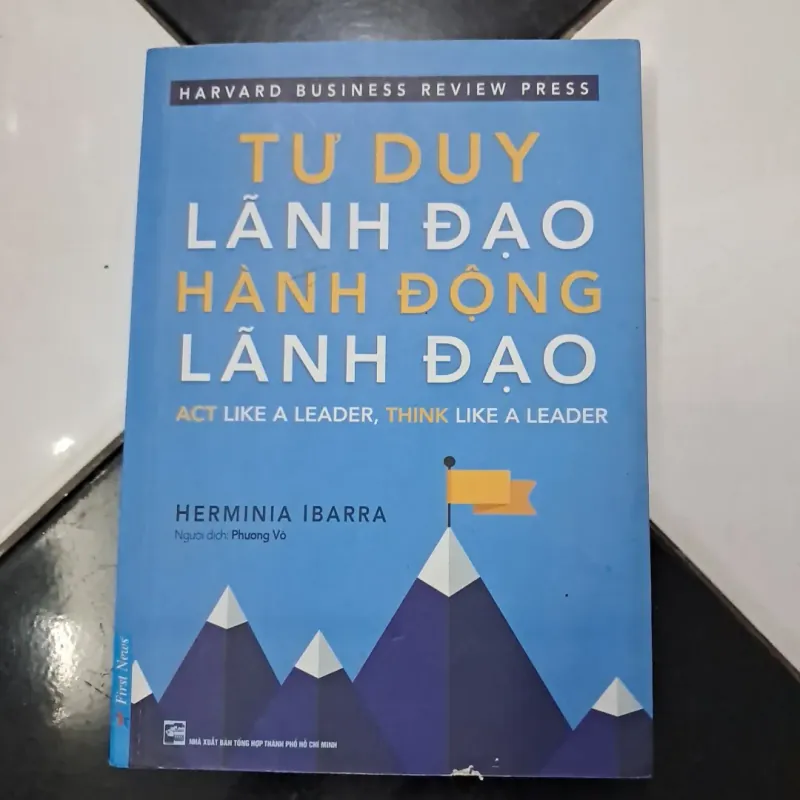 HARVARD BUSINESS REVIEW PRESS
TƯ DUY
LÃNH ĐẠO
HÀNH ĐỘNG
LÃNH ĐẠO
ACT LIKE A LEADER, THINK LIKE A LEADER
HERMINIA IBARRA
Người dịch: Phương Võ
First News
NHÀ XUẤT BẢN TỔNG HỢP THÀNH PHỐ HỒ CHÍ MINH